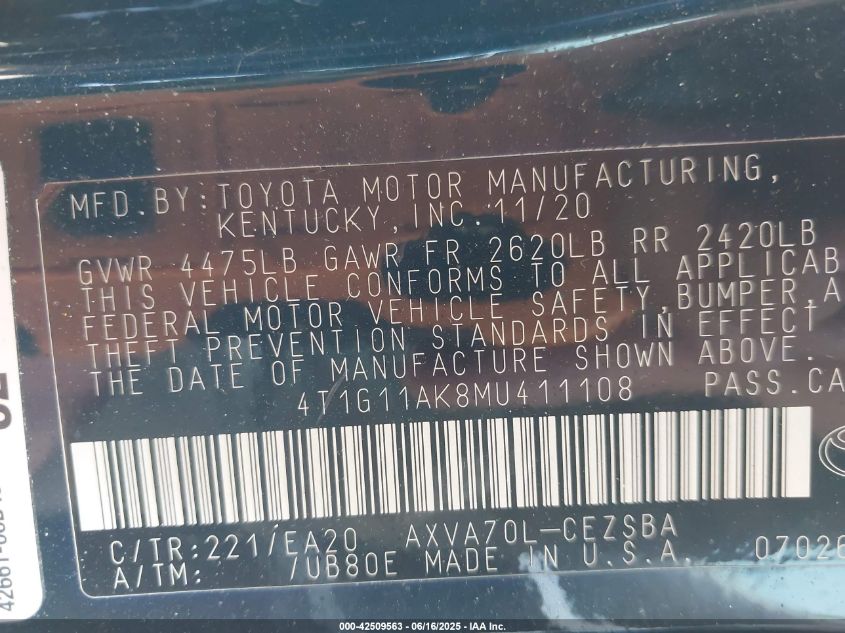 MFD.BY:TOYOTA MOTOR MANUFACTURING,
KENTUCKY,INC.11/20
GVWR 4475LB GAWR FR 2620LB RR 2420LB
THIS VEHICLE CONFORMS TO ALL APPLICAB
FEDERAL MOTOR VEHICLE SAFETY,BUMPER,A
THEFT PREVENTION STANDARDS IN EFFECT
THE DATE OF MANUFACTURE SHOWN ABOVE.
4T1G11AK8MU411108 PASS.CA
C/TR:221/EA20 AXVA70L-CEZSBA
A/TM: /UB80E MADE IN U.S.A. 07026
000-42509563 - 06/16/2025 - IAA Inc.